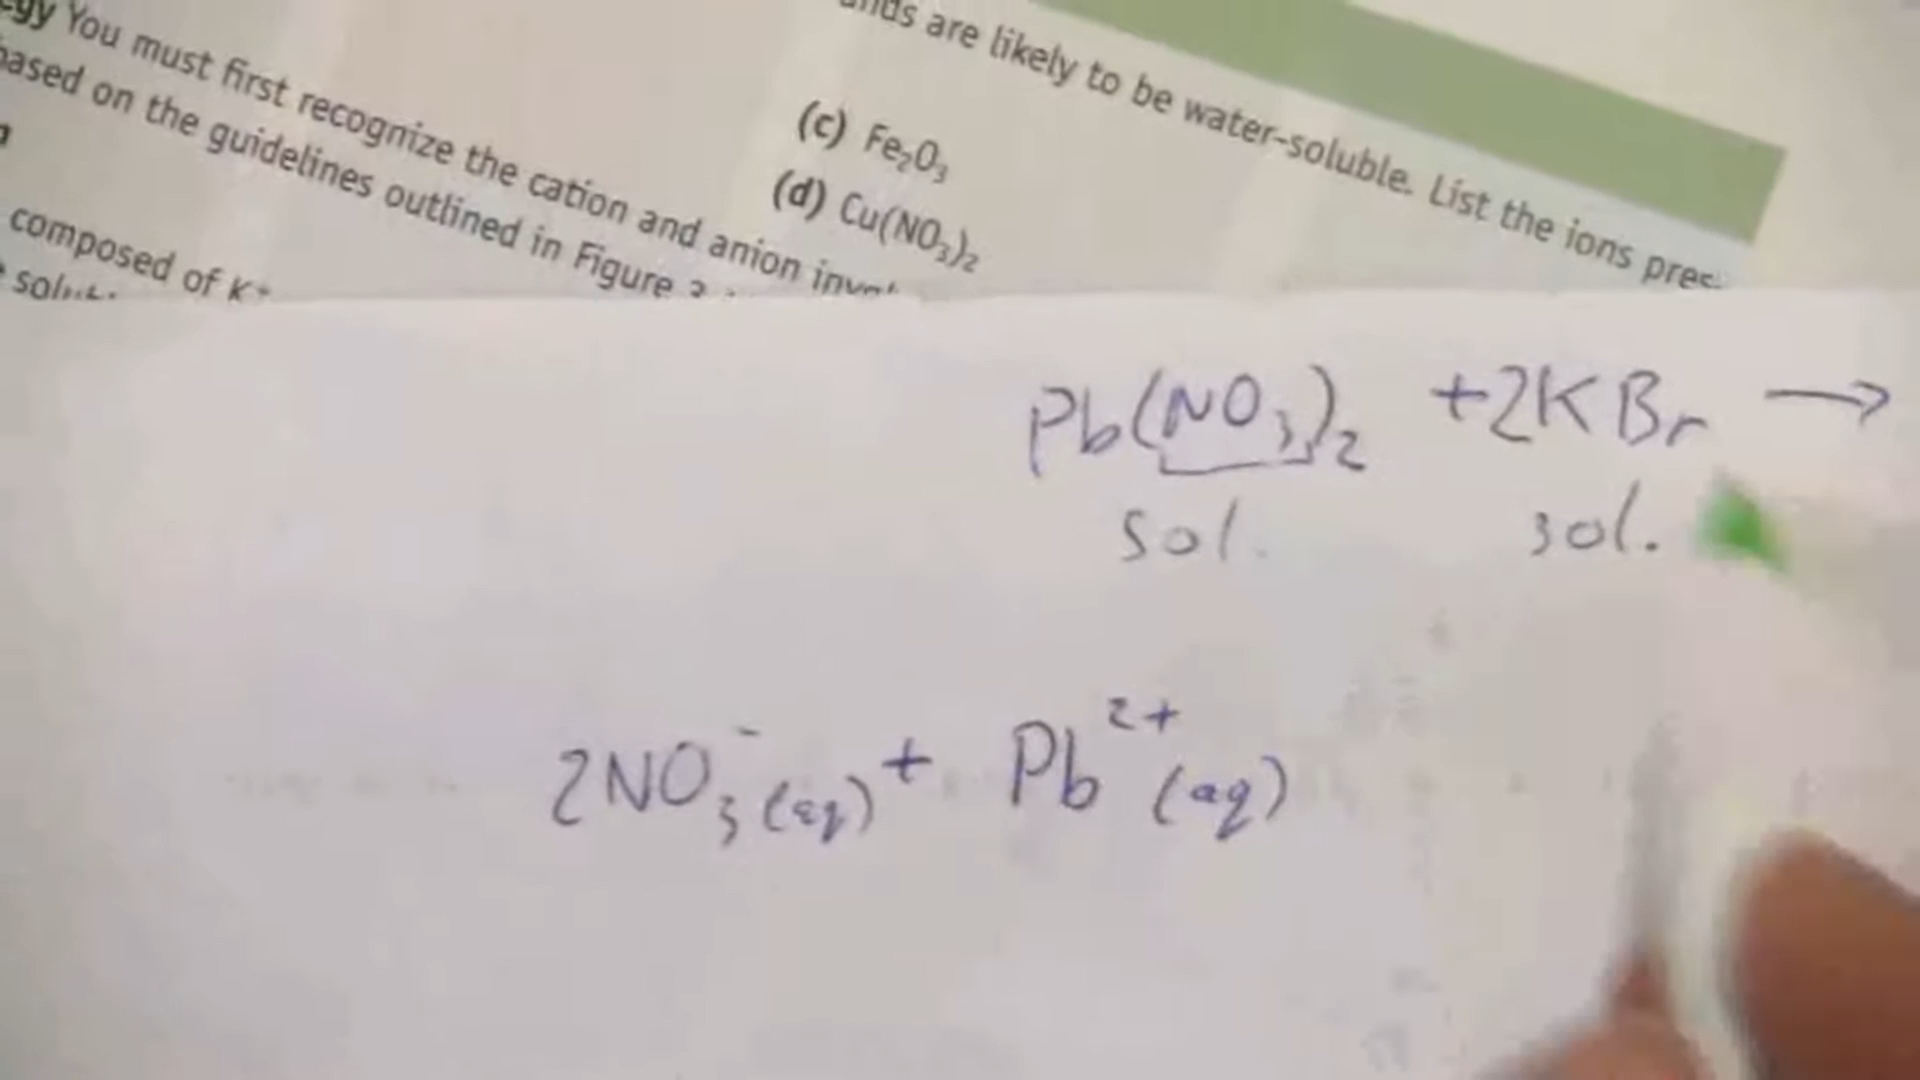 You must first recognize the cation and anion
based on the guidelines outlined in Figure
composed of K⁺
are likely to be water-soluble. List the ions
(c) Fe₂O₃
(d) Cu(NO₃)₂
Pb(NO₃)₂ +2KBr →
sol. sol.
2NO₃⁻(aq) + Pb²⁺(aq)